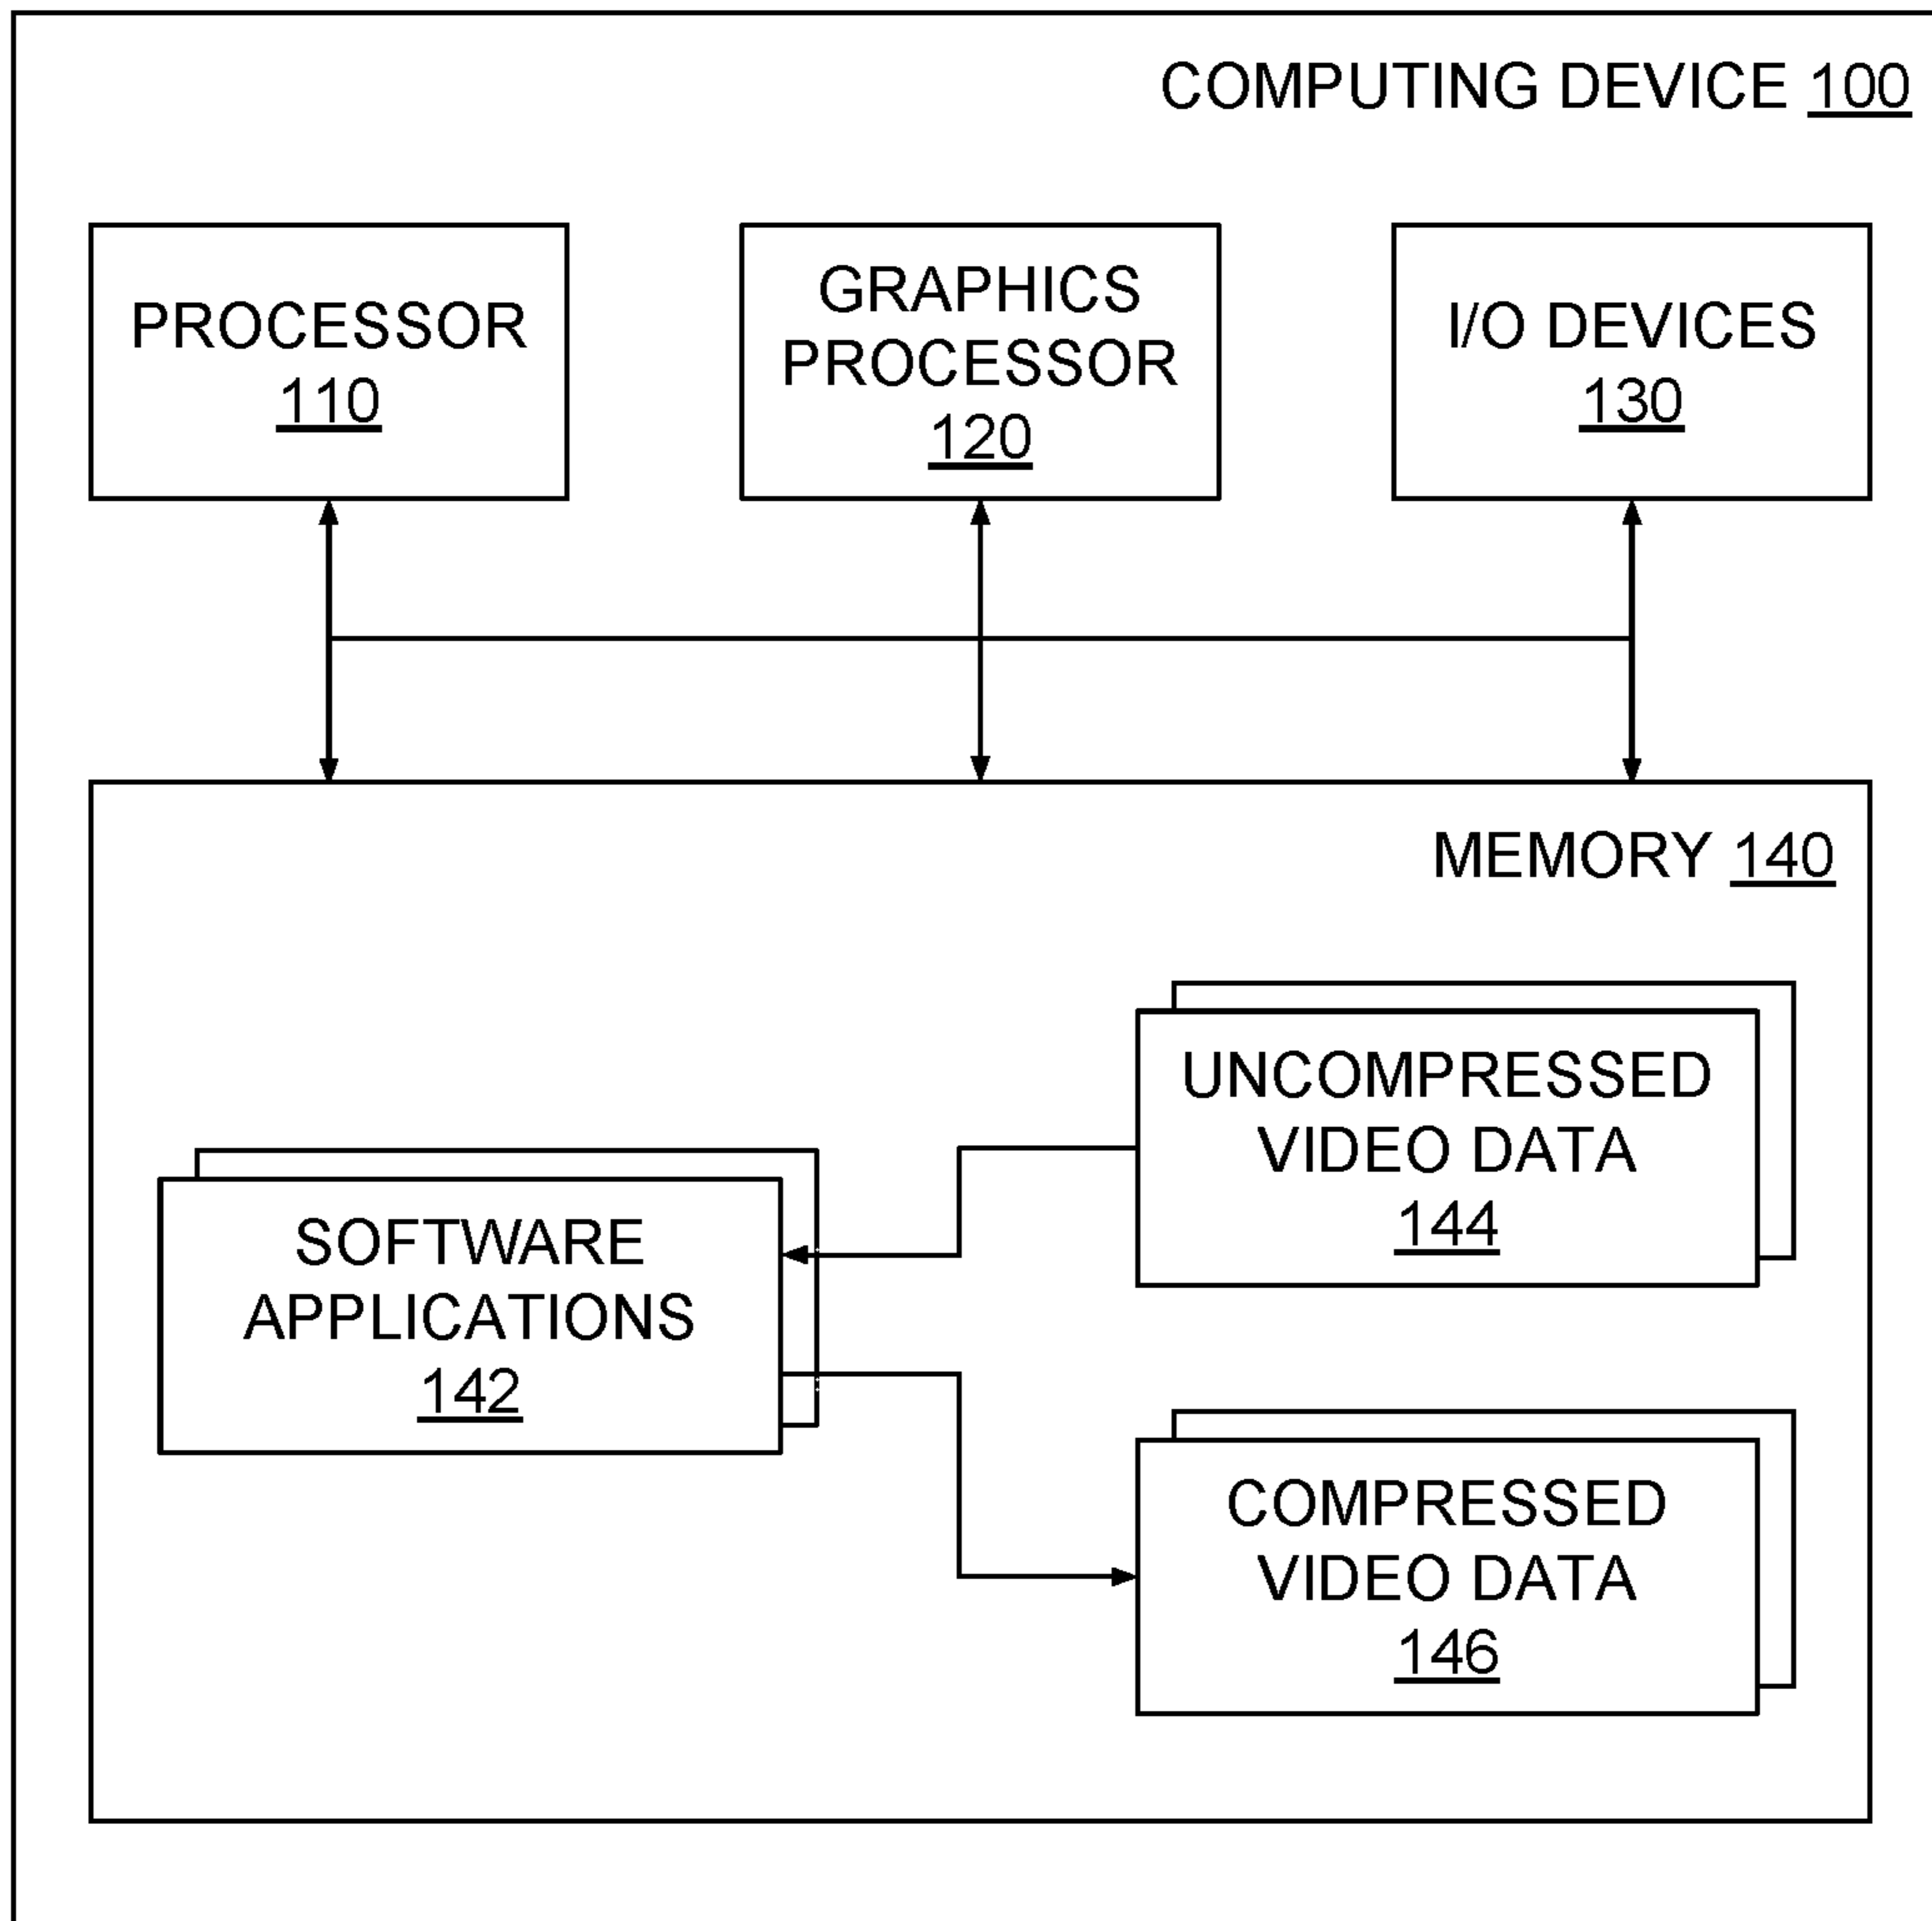 COMPUTING DEVICE 100
PROCESSOR
110
GRAPHICS
PROCESSOR
120
I/O DEVICES
130
MEMORY 140
UNCOMPRESSED
VIDEO DATA
144
SOFTWARE
APPLICATIONS
142
COMPRESSED
VIDEO DATA
146